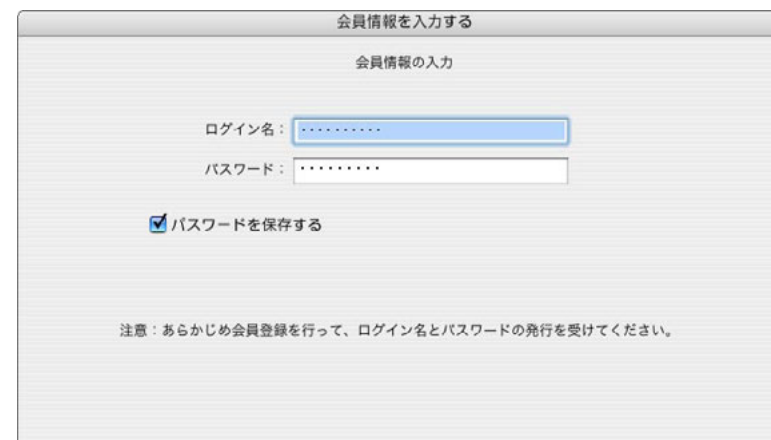 会員情報を入力する
会員情報の入力
ログイン名： ··········
パスワード： ·········
パスワードを保存する
注意：あらかじめ会員登録を行って、ログイン名とパスワードの発行を受けてください。